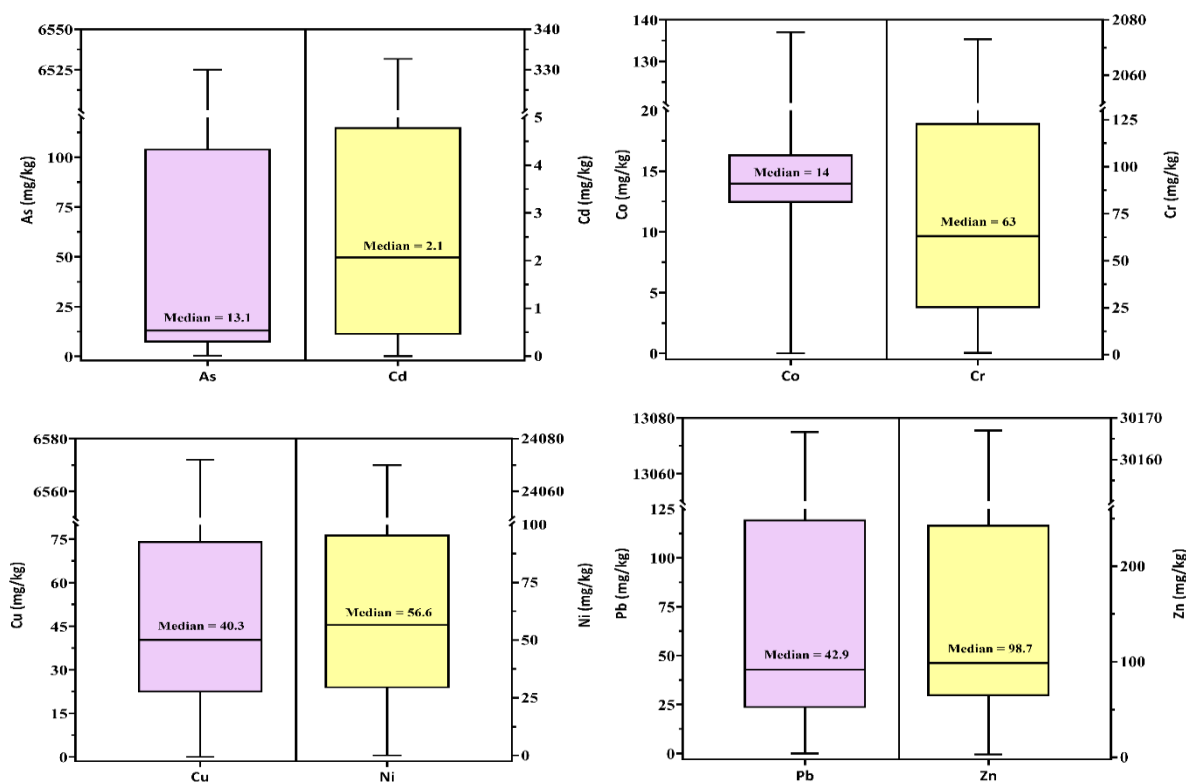 6550
6525
100
75
50
25
0
As (mg/kg)
Median = 13.1
Median = 2.1
As
Cd
340
330
5
4
3
2
1
0
Cd (mg/kg)
140
130
20
15
10
5
0
Co (mg/kg)
Median = 14
Median = 63
Co
Cr
2080
2060
125
100
75
50
25
0
Cr (mg/kg)
6580
6560
75
60
45
30
15
0
Cu (mg/kg)
Median = 40.3
Median = 56.6
Cu
Ni
24080
24060
100
75
50
25
0
Ni (mg/kg)
13080
13060
125
100
75
50
25
0
Pb (mg/kg)
Median = 42.9
Median = 98.7
Pb
Zn
30170
30160
200
100
0
Zn (mg/kg)